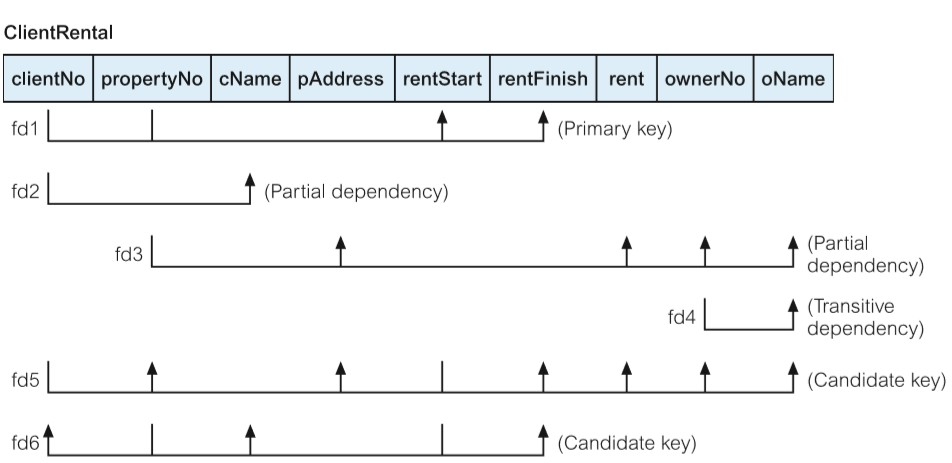 ClientRental
clientNo propertyNo cName pAddress rentStart rentFinish rent ownerNo oName
fd1 (Primary key)
fd2 (Partial dependency)
fd3 (Partial
dependency)
fd4 (Transitive
dependency)
fd5 (Candidate key)
fd6 (Candidate key)